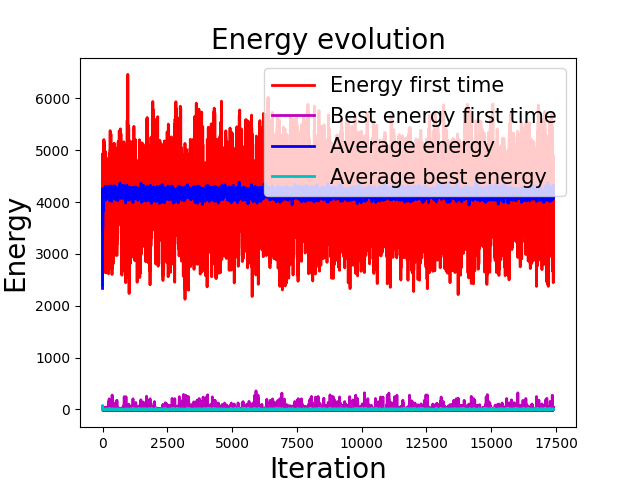 Energy evolution
Energy first time
Best energy first time
Average energy
Average best energy
Energy
6000
5000
4000
3000
2000
1000
0
0 2500 5000 7500 10000 12500 15000 17500
Iteration